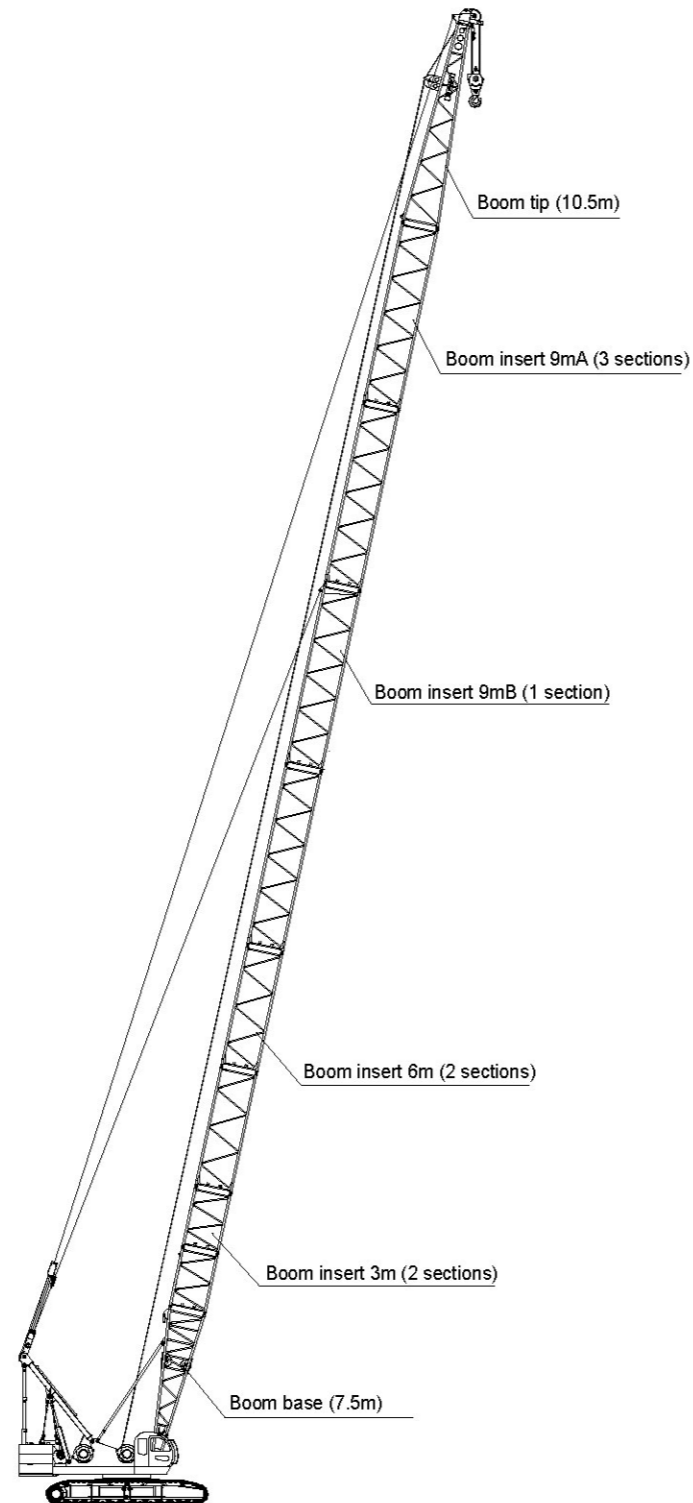 Boom tip (10.5m)
Boom insert 9mA (3 sections)
Boom insert 9mB (1 section)
Boom insert 6m (2 sections)
Boom insert 3m (2 sections)
Boom base (7.5m)